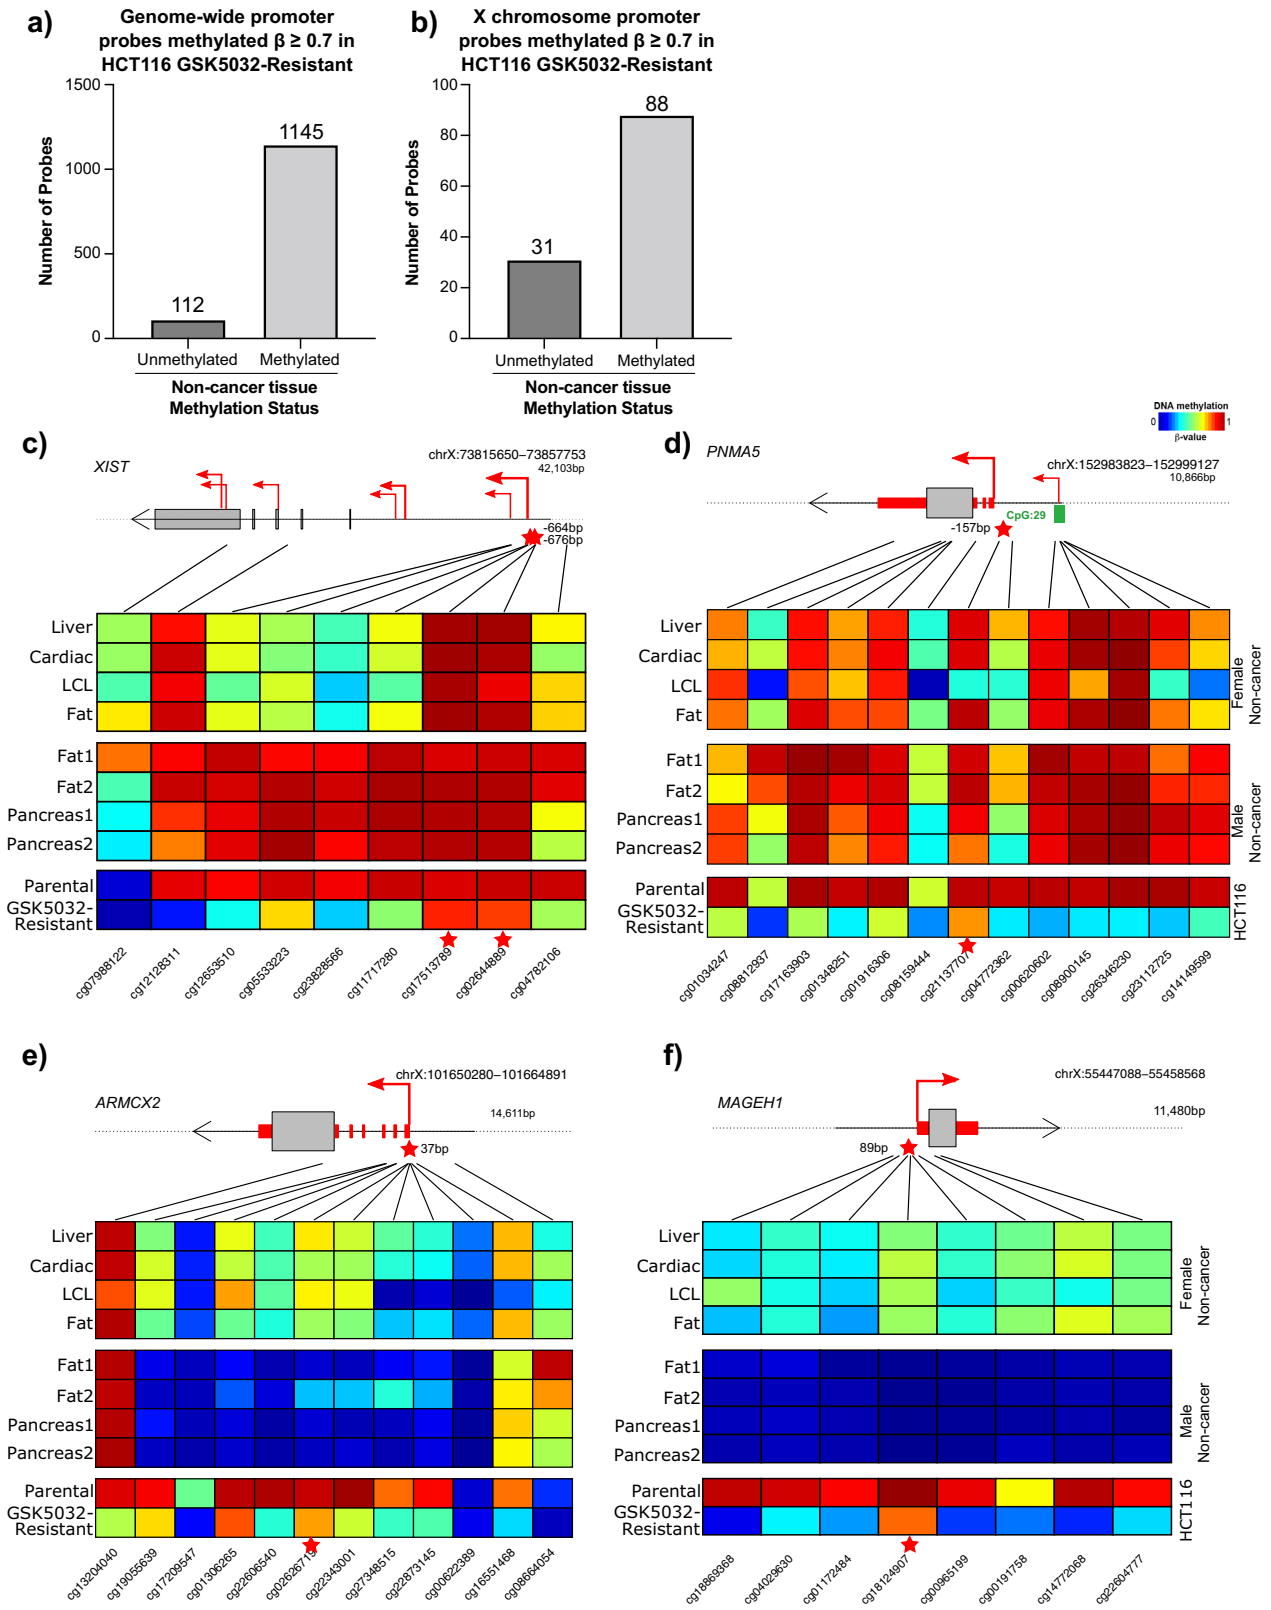 a)
Genome-wide promoter
probes methylated β ≥ 0.7 in
HCT116 GSK5032-Resistant
1500
1000
500
0
Number of Probes
112
1145
Unmethylated
Methylated
Non-cancer tissue
Methylation Status
b)
X chromosome promoter
probes methylated β ≥ 0.7 in
HCT116 GSK5032-Resistant
100
80
60
40
20
0
Number of Probes
31
88
Unmethylated
Methylated
Non-cancer tissue
Methylation Status
DNA methylation
0
1
β-value
c)
XIST
chrX:73815650−73857753
42,103bp
-664bp
-676bp
Liver
Cardiac
LCL
Fat
Fat1
Fat2
Pancreas1
Pancreas2
Parental
GSK5032-
Resistant
cg07988122
cg12128311
cg12653510
cg05533223
cg23828566
cg11717280
cg17513789
cg02644889
cg04782106
d)
PNMA5
chrX:152983823−152999127
10,866bp
CpG:29
-157bp
Liver
Cardiac
LCL
Fat
Female
Non-cancer
Fat1
Fat2
Pancreas1
Pancreas2
Male
Non-cancer
Parental
GSK5032-
Resistant
HCT116
cg01034247
cg08812937
cg17163903
cg01348251
cg01916306
cg08159444
cg21137707
cg04772362
cg00620602
cg08900145
cg26346230
cg23112725
cg14149599
e)
ARMCX2
chrX:101650280−101664891
14,611bp
37bp
Liver
Cardiac
LCL
Fat
Fat1
Fat2
Pancreas1
Pancreas2
Parental
GSK5032-
Resistant
cg13204040
cg19055639
cg17209547
cg01306265
cg22606540
cg02626719
cg22343001
cg27348515
cg22873145
cg00622389
cg16551468
cg08664054
f)
MAGEH1
chrX:55447088−55458568
11,480bp
89bp
Liver
Cardiac
LCL
Fat
Female
Non-cancer
Fat1
Fat2
Pancreas1
Pancreas2
Male
Non-cancer
Parental
GSK5032-
Resistant
HCT116
cg18869368
cg04029630
cg01172484
cg18124907
cg00965199
cg00191758
cg14772068
cg22604777